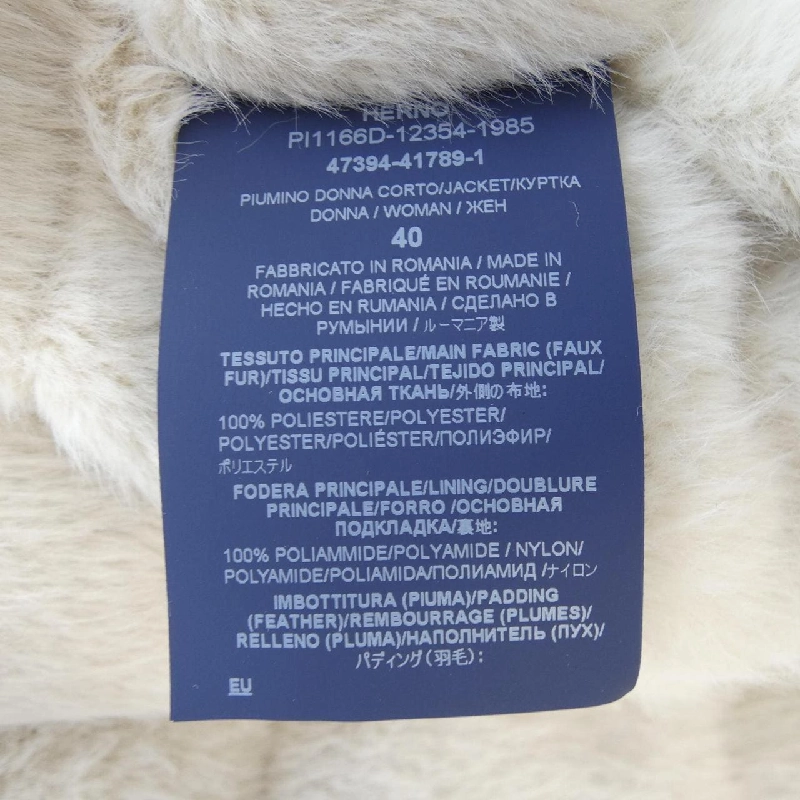 HERNO
PI1166D-12354-1985
47394-41789-1
PIUMINO DONNA CORTO/JACKET/КУРТКА
DONNA / WOMAN / ЖЕН
40
FABBRICATO IN ROMANIA / MADE IN
ROMANIA / FABRIQUÉ EN ROUMANIE /
HECHO EN RUMANIA / СДЕЛАНО В
РУМЫНИИ / ルーマニア製
TESSUTO PRINCIPALE/MAIN FABRIC (FAUX
FUR)/TISSU PRINCIPAL/TEJIDO PRINCIPAL/
ОСНОВНАЯ ТКАНЬ/外側の布地:
100% POLIESTERE/POLYESTER/
POLYESTER/POLIÉSTER/ПОЛИЭФИР/
ポリエステル
FODERA PRINCIPALE/LINING/DOUBLURE
PRINCIPALE/FORRO /ОСНОВНАЯ
ПОДКЛАДКА/裏地:
100% POLIAMMIDE/POLYAMIDE / NYLON/
POLYAMIDE/POLIAMIDA/ПОЛИАМИД /ナイロン
IMBOTTITURA (PIUMA)/PADDING
(FEATHER)/REMBOURRAGE (PLUMES)/
RELLENO (PLUMA)/НАПОЛНИТЕЛЬ (ПУХ)/
パディング(羽毛):
EU